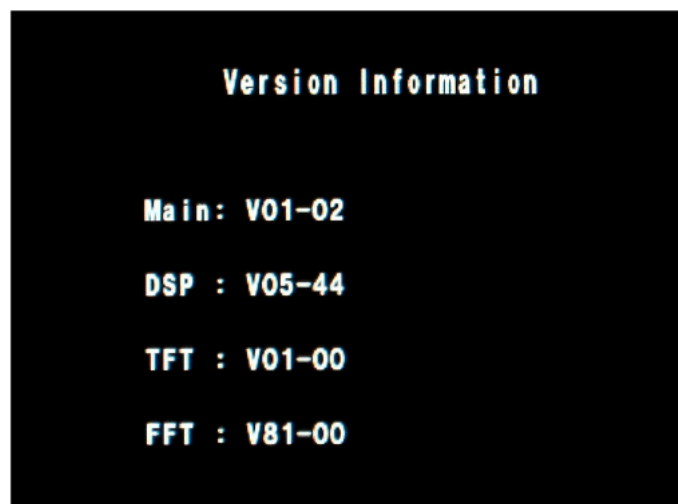 Version Information
Main: V01-02
DSP : V05-44
TFT : V01-00
FFT : V81-00